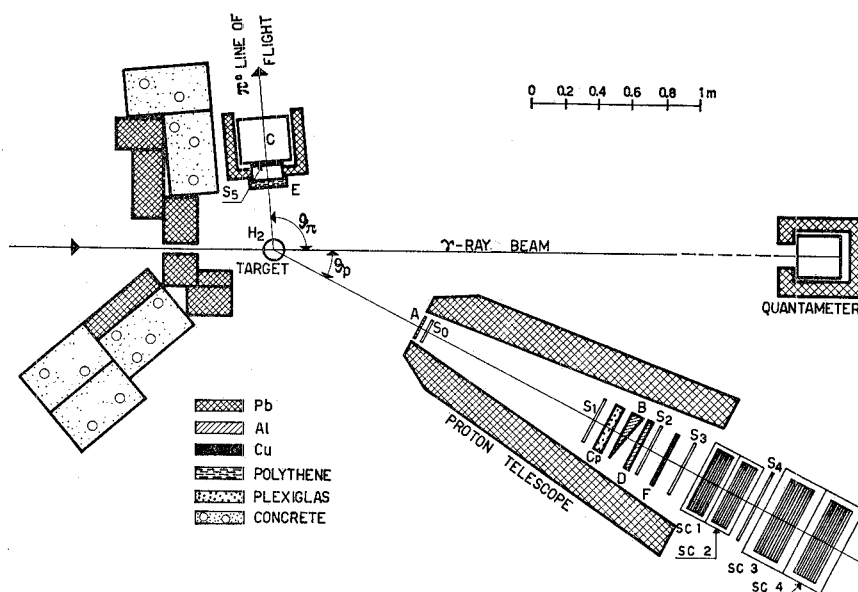 π° LINE OF
FLIGHT
0 0.2 0.4 0.6 0.8 1m
C
S5
E
ϑπ
H2
TARGET
ϑp
γ-RAY BEAM
QUANTAMETER
A
S0
PROTON TELESCOPE
S1
Cp
B
S2
D
F
S3
S4
SC 1
SC 2
SC 3
SC 4
Pb
Al
Cu
POLYTHENE
PLEXIGLAS
CONCRETE